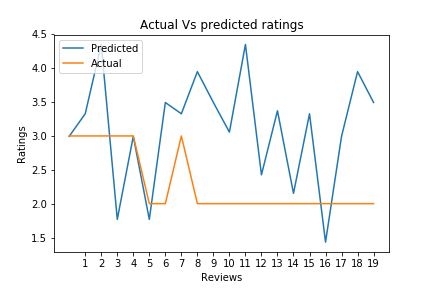 Actual Vs predicted ratings
Predicted
Actual
Ratings
4.5
4.0
3.5
3.0
2.5
2.0
1.5
1 2 3 4 5 6 7 8 9 10 11 12 13 14 15 16 17 18 19
Reviews